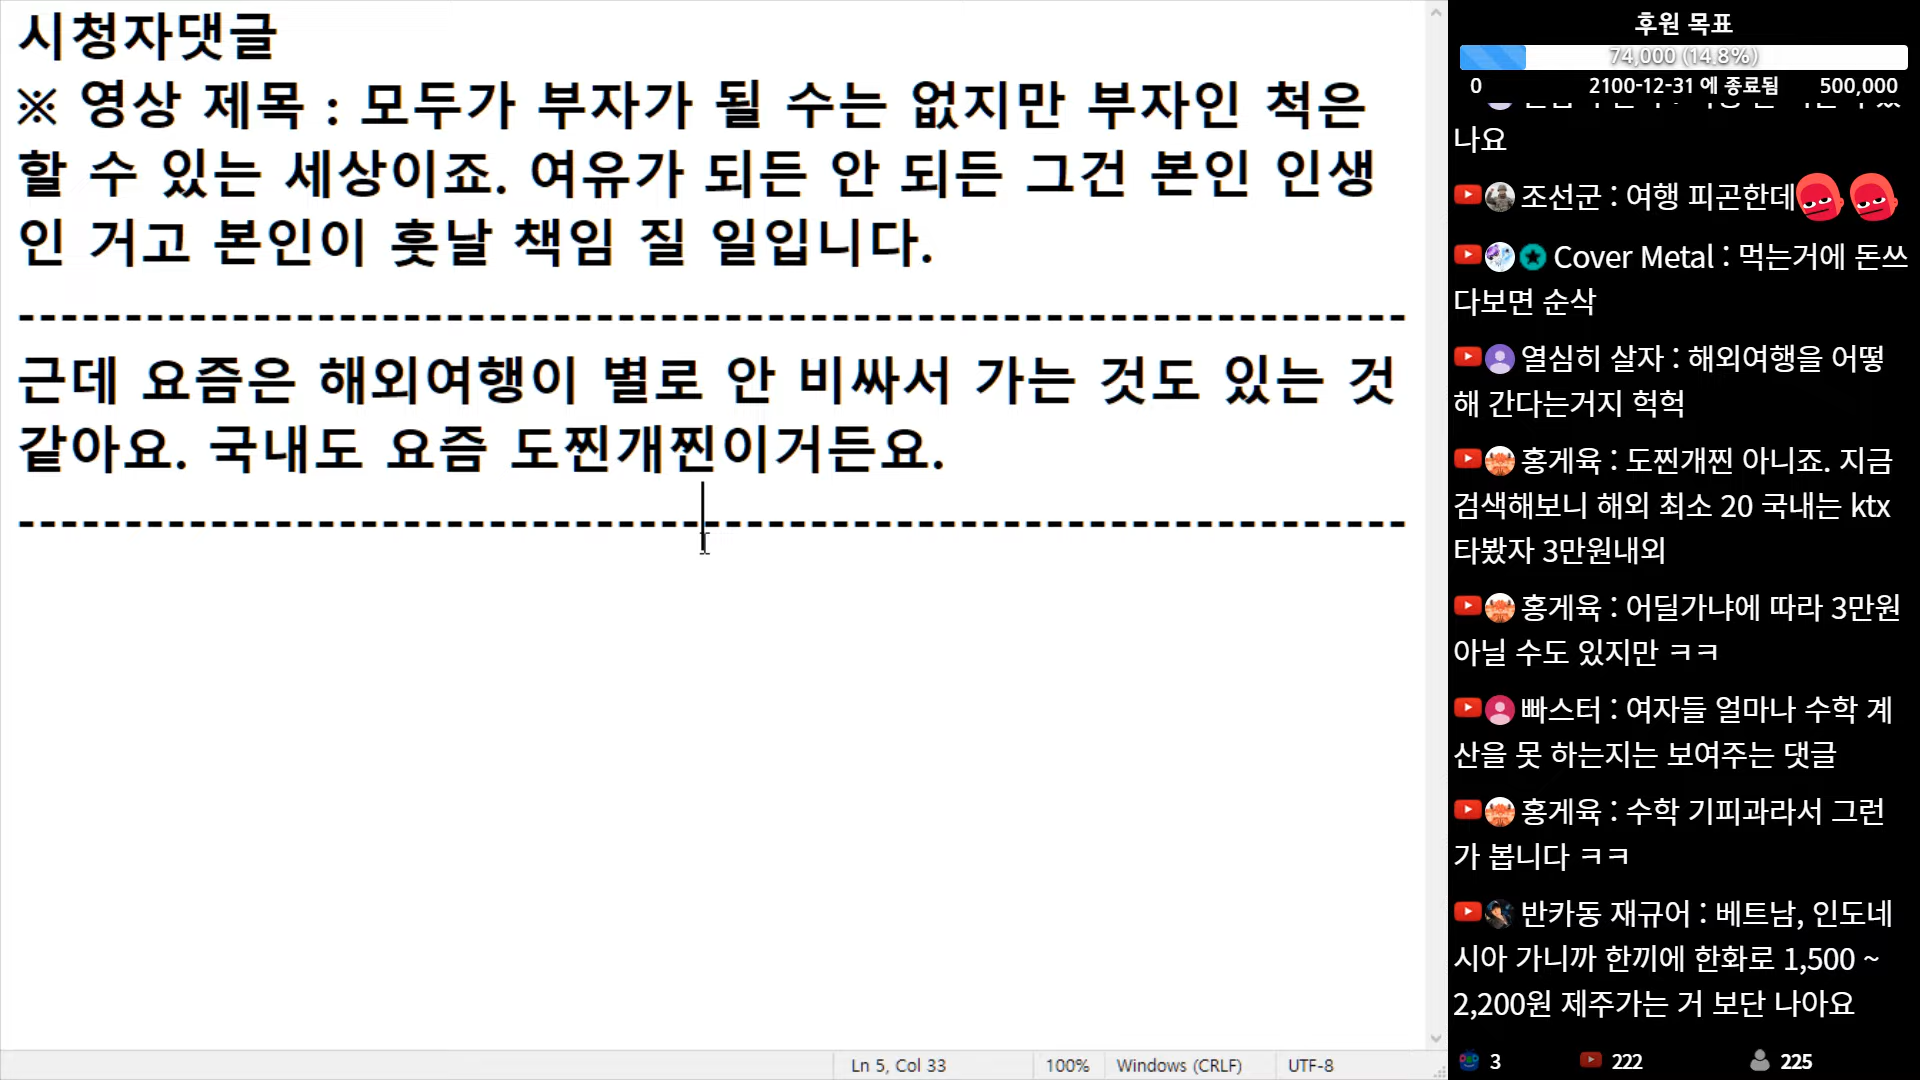 시청자댓글
※ 영상 제목 : 모두가 부자가 될 수는 없지만 부자인 척은
할 수 있는 세상이죠. 여유가 되든 안 되든 그건 본인 인생
인 거고 본인이 훗날 책임 질 일입니다.
------------------------------------------------------------------
근데 요즘은 해외여행이 별로 안 비싸서 가는 것도 있는 것
같아요. 국내도 요즘 도찐개찐이거든요.
------------------------------------------------------------------
Ln 5, Col 33
100%
Windows (CRLF)
UTF-8
후원 목표
74,000 (14.8%)
0
2100-12-31 에 종료됨
500,000
나요
조선군 : 여행 피곤한데
Cover Metal : 먹는거에 돈쓰
다보면 순삭
열심히 살자 : 해외여행을 어떻
해 간다는거지 헉헉
홍게육 : 도찐개찐 아니죠. 지금
검색해보니 해외 최소 20 국내는 ktx
타봤자 3만원내외
홍게육 : 어딜가냐에 따라 3만원
아닐 수도 있지만 ㅋㅋ
빠스터 : 여자들 얼마나 수학 계
산을 못 하는지는 보여주는 댓글
홍게육 : 수학 기피과라서 그런
가 봅니다 ㅋㅋ
반카동 재규어 : 베트남, 인도네
시아 가니까 한끼에 한화로 1,500 ~
2,200원 제주가는 거 보단 나아요
3
222
225